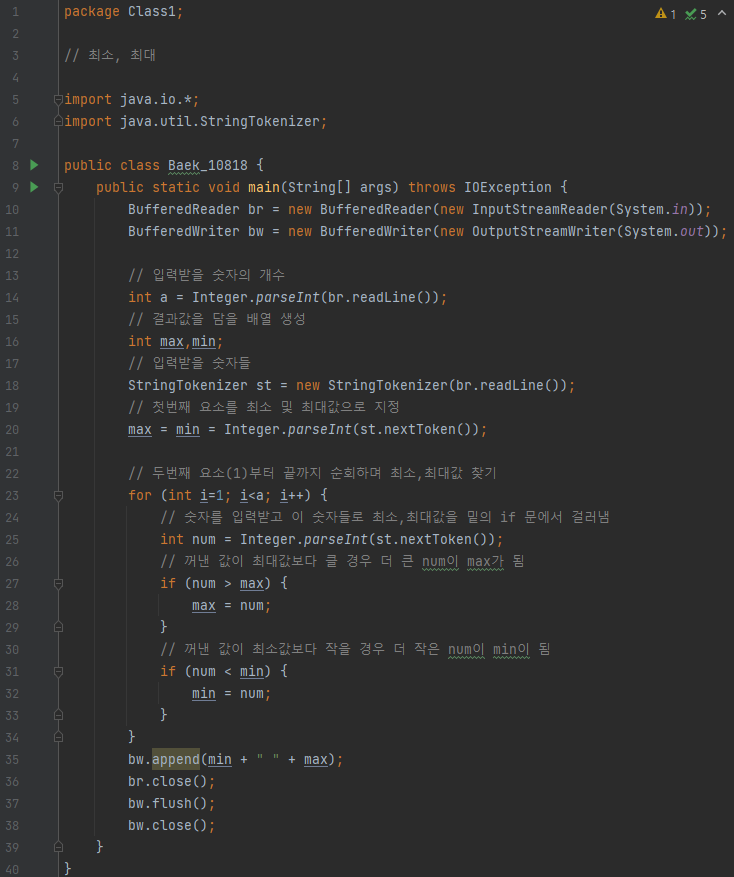 1 package Class1; 1 5
2
3 // 최소, 최대
4
5 import java.io.*;
6 import java.util.StringTokenizer;
7
8 public class Baek_10818 {
9 public static void main(String[] args) throws IOException {
10 BufferedReader br = new BufferedReader(new InputStreamReader(System.in));
11 BufferedWriter bw = new BufferedWriter(new OutputStreamWriter(System.out));
12
13 // 입력받을 숫자의 개수
14 int a = Integer.parseInt(br.readLine());
15 // 결과값을 담을 배열 생성
16 int max,min;
17 // 입력받을 숫자들
18 StringTokenizer st = new StringTokenizer(br.readLine());
19 // 첫번째 요소를 최소 및 최대값으로 지정
20 max = min = Integer.parseInt(st.nextToken());
21
22 // 두번째 요소(1)부터 끝까지 순회하며 최소,최대값 찾기
23 for (int i=1; i<a; i++) {
24 // 숫자를 입력받고 이 숫자들로 최소,최대값을 밑의 if 문에서 걸러냄
25 int num = Integer.parseInt(st.nextToken());
26 // 꺼낸 값이 최대값보다 클 경우 더 큰 num이 max가 됨
27 if (num > max) {
28 max = num;
29 }
30 // 꺼낸 값이 최소값보다 작을 경우 더 작은 num이 min이 됨
31 if (num < min) {
32 min = num;
33 }
34 }
35 bw.append(min + " " + max);
36 br.close();
37 bw.flush();
38 bw.close();
39 }
40 }